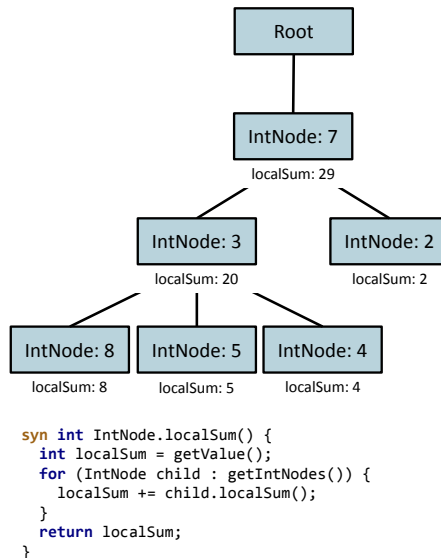 Root
IntNode: 7
localSum: 29
IntNode: 3
IntNode: 2
localSum: 20
localSum: 2
IntNode: 8
IntNode: 5
IntNode: 4
localSum: 8
localSum: 5
localSum: 4
syn int IntNode.localSum() {
  int localSum = getValue();
  for (IntNode child : getIntNodes()) {
    localSum += child.localSum();
  }
  return localSum;
}